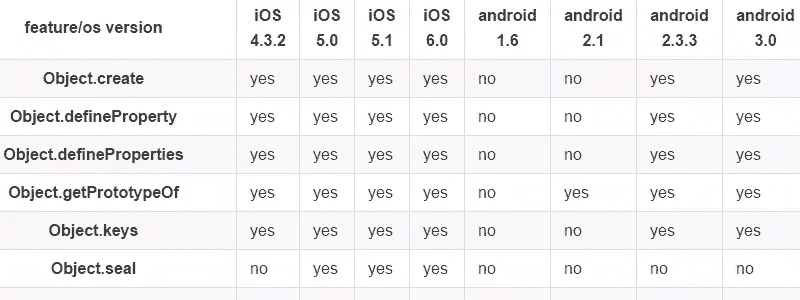 feature/os version iOS 4.3.2 iOS 5.0 iOS 5.1 iOS 6.0 android 1.6 android 2.1 android 2.3.3 android 3.0
Object.create yes yes yes yes no no yes yes
Object.defineProperty yes yes yes yes no no yes yes
Object.defineProperties yes yes yes yes no no yes yes
Object.getPrototypeOf yes yes yes yes no yes yes yes
Object.keys yes yes yes yes no no yes yes
Object.seal no yes yes yes no no no no